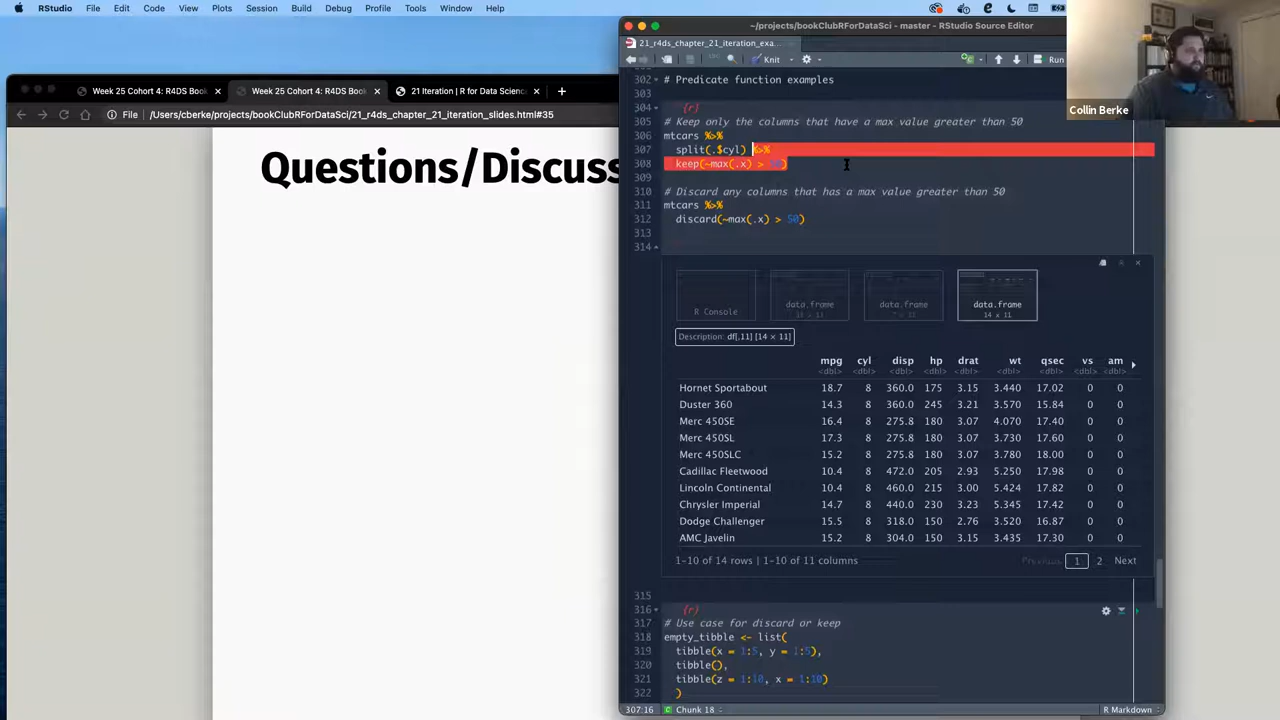 RStudio File Edit Code View Plots Session Build Debug Profile Tools Window Help
~/projects/bookClubRForDataSci - master - RStudio Source Editor
21_r4ds_chapter_21_iteration_exa...
Knit
Run
Week 25 Cohort 4: R4DS Book
Week 25 Cohort 4: R4DS Book
21 Iteration | R for Data Science
File
/Users/cberke/projects/bookClubRForDataSci/21_r4ds_chapter_21_iteration_slides.html#35
Collin Berke
Questions/Discuss
302 # Predicate function examples
303
304 {r}
305 # Keep only the columns that have a max value greater than 50
306 mtcars %>%
307 split(.$cyl) %>%
308 keep(~max(.x) > 50)
309
310 # Discard any columns that has a max value greater than 50
311 mtcars %>%
312 discard(~max(.x) > 50)
313
314
R Console
data.frame
11 x 11
data.frame
7 x 11
data.frame
14 x 11
Description: df[,11] [14 × 11]
mpg cyl disp hp drat wt qsec vs am
<dbl> <dbl> <dbl> <dbl> <dbl> <dbl> <dbl> <dbl> <dbl>
Hornet Sportabout 18.7 8 360.0 175 3.15 3.440 17.02 0 0
Duster 360 14.3 8 360.0 245 3.21 3.570 15.84 0 0
Merc 450SE 16.4 8 275.8 180 3.07 4.070 17.40 0 0
Merc 450SL 17.3 8 275.8 180 3.07 3.730 17.60 0 0
Merc 450SLC 15.2 8 275.8 180 3.07 3.780 18.00 0 0
Cadillac Fleetwood 10.4 8 472.0 205 2.93 5.250 17.98 0 0
Lincoln Continental 10.4 8 460.0 215 3.00 5.424 17.82 0 0
Chrysler Imperial 14.7 8 440.0 230 3.23 5.345 17.42 0 0
Dodge Challenger 15.5 8 318.0 150 2.76 3.520 16.87 0 0
AMC Javelin 15.2 8 304.0 150 3.15 3.435 17.30 0 0
1-10 of 14 rows | 1-10 of 11 columns
Previous 1 2 Next
315
316 {r}
317 # Use case for discard or keep
318 empty_tibble <- list(
319 tibble(x = 1:5, y = 1:5),
320 tibble(),
321 tibble(z = 1:10, x = 1:10)
322 )
307:16 Chunk 18 R Markdown